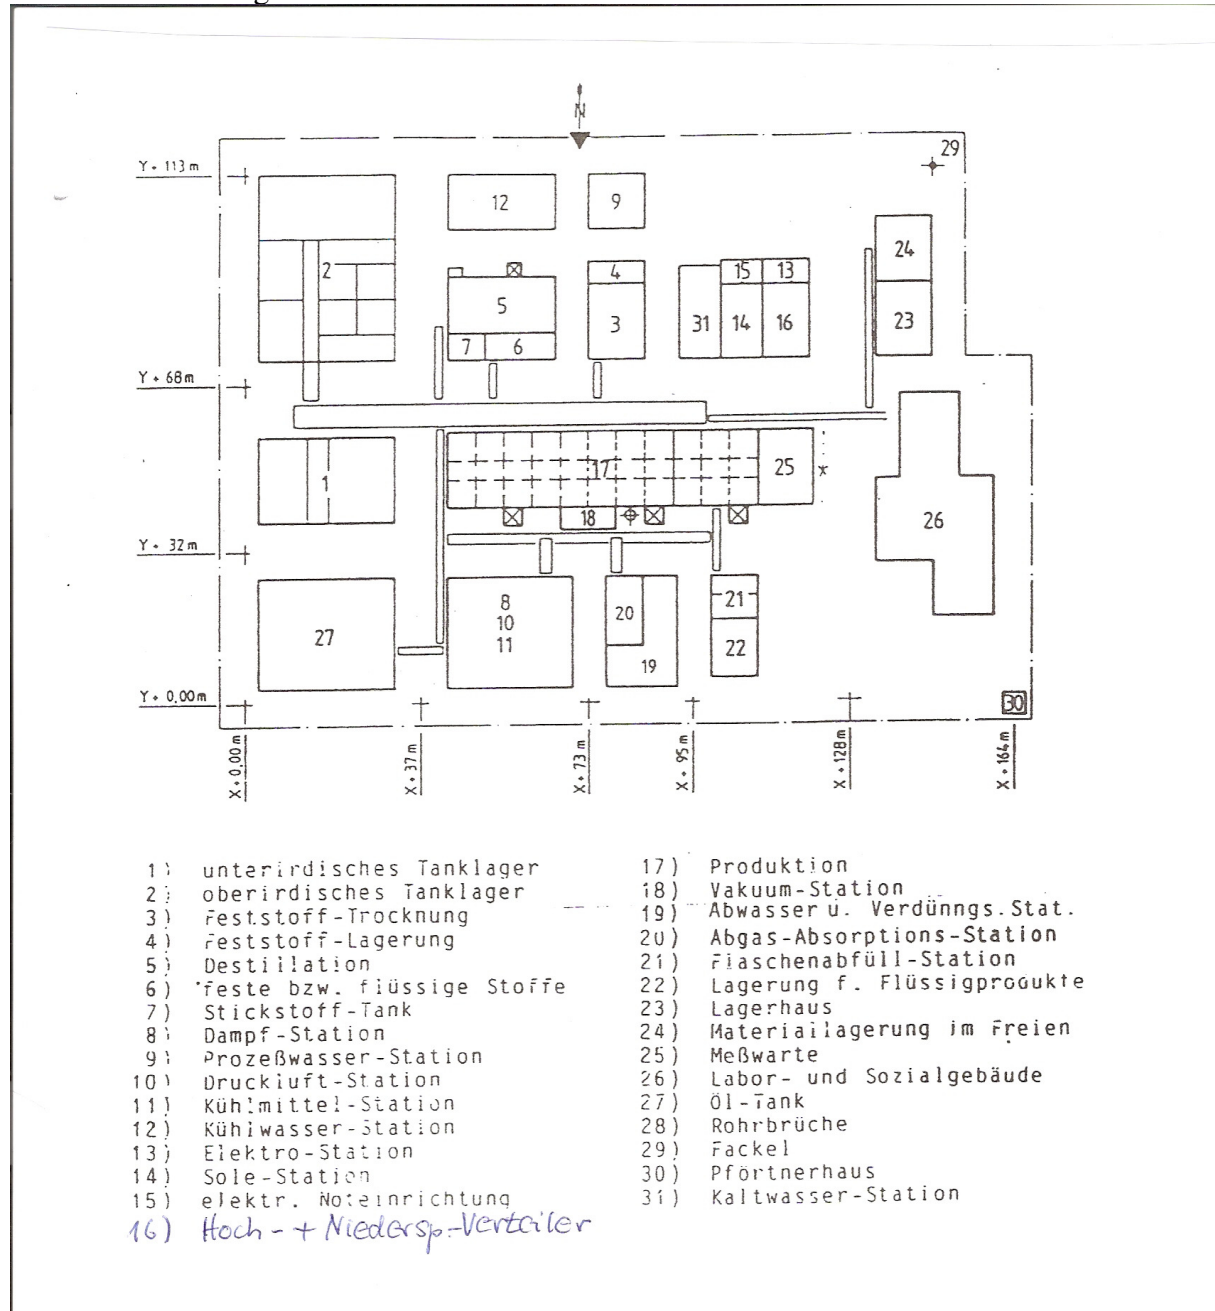 N
29
Y + 113 m
12
9
24
2
4
15
13
5
3
31
14
16
23
7
6
Y + 68 m
17
25
1
18
26
Y + 32 m
8
10
11
20
21
27
19
22
Y + 0,00 m
30
X + 0,00 m
X + 37 m
X + 73 m
X + 95 m
X + 128 m
X + 164 m
1) unterirdisches Tanklager
2) oberirdisches Tanklager
3) Feststoff-Trocknung
4) Feststoff-Lagerung
5) Destillation
6) feste bzw. flüssige Stoffe
7) Stickstoff-Tank
8) Dampf-Station
9) Prozeßwasser-Station
10) Druckluft-Station
11) Kühlmittel-Station
12) Kühlwasser-Station
13) Elektro-Station
14) Sole-Station
15) elektr. Noteinrichtung
16) Hoch- + Niedersp.-Verteiler
17) Produktion
18) Vakuum-Station
19) Abwasser u. Verdünngs.Stat.
20) Abgas-Absorptions-Station
21) Flaschenabfüll-Station
22) Lagerung f. Flüssigprodukte
23) Lagerhaus
24) Materiallagerung im Freien
25) Meßwarte
26) Labor- und Sozialgebäude
27) Öl-Tank
28) Rohrbrüche
29) Fackel
30) Pförtnerhaus
31) Kaltwasser-Station